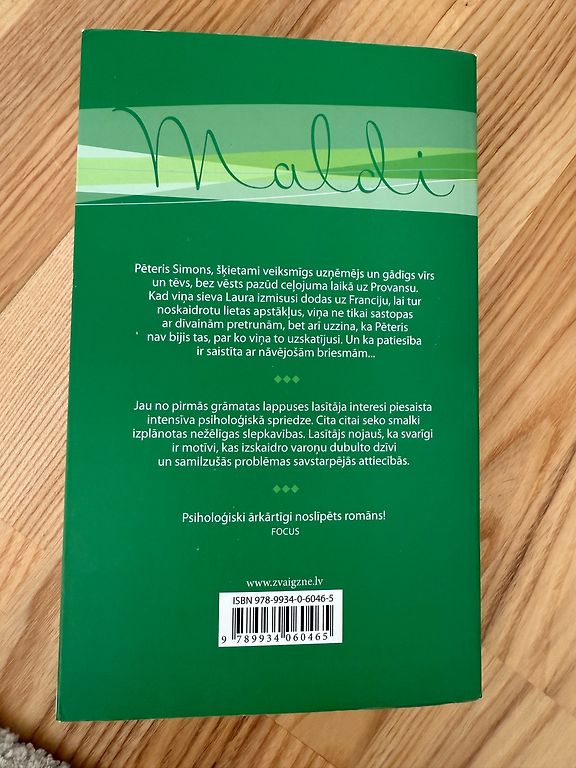 Maldi
Pēteris Simons, šķietami veiksmīgs uzņēmējs un gādīgs vīrs
un tēvs, bez vēsts pazūd ceļojuma laikā uz Provansu.
Kad viņa sieva Laura izmisusi dodas uz Franciju, lai tur
noskaidrotu lietas apstākļus, viņa ne tikai sastopas
ar dīvainām pretrunām, bet arī uzzina, ka Pēteris
nav bijis tas, par ko viņa to uzskatījusi. Un ka patiesība
ir saistīta ar nāvējošām briesmām...
Jau no pirmās grāmatas lappuses lasītāja interesi piesaista
intensīva psiholoģiskā spriedze. Cita citai seko smalki
izplānotas nežēlīgas slepkavības. Lasītājs nojauš, ka svarīgi
ir motīvi, kas izskaidro varoņu dubulto dzīvi
un samilzušās problēmas savstarpējās attiecībās.
Psiholoģiski ārkārtīgi noslīpēts romāns!
FOCUS
www.zvaigzne.lv
ISBN 978-9934-0-6046-5
9 789934 060465